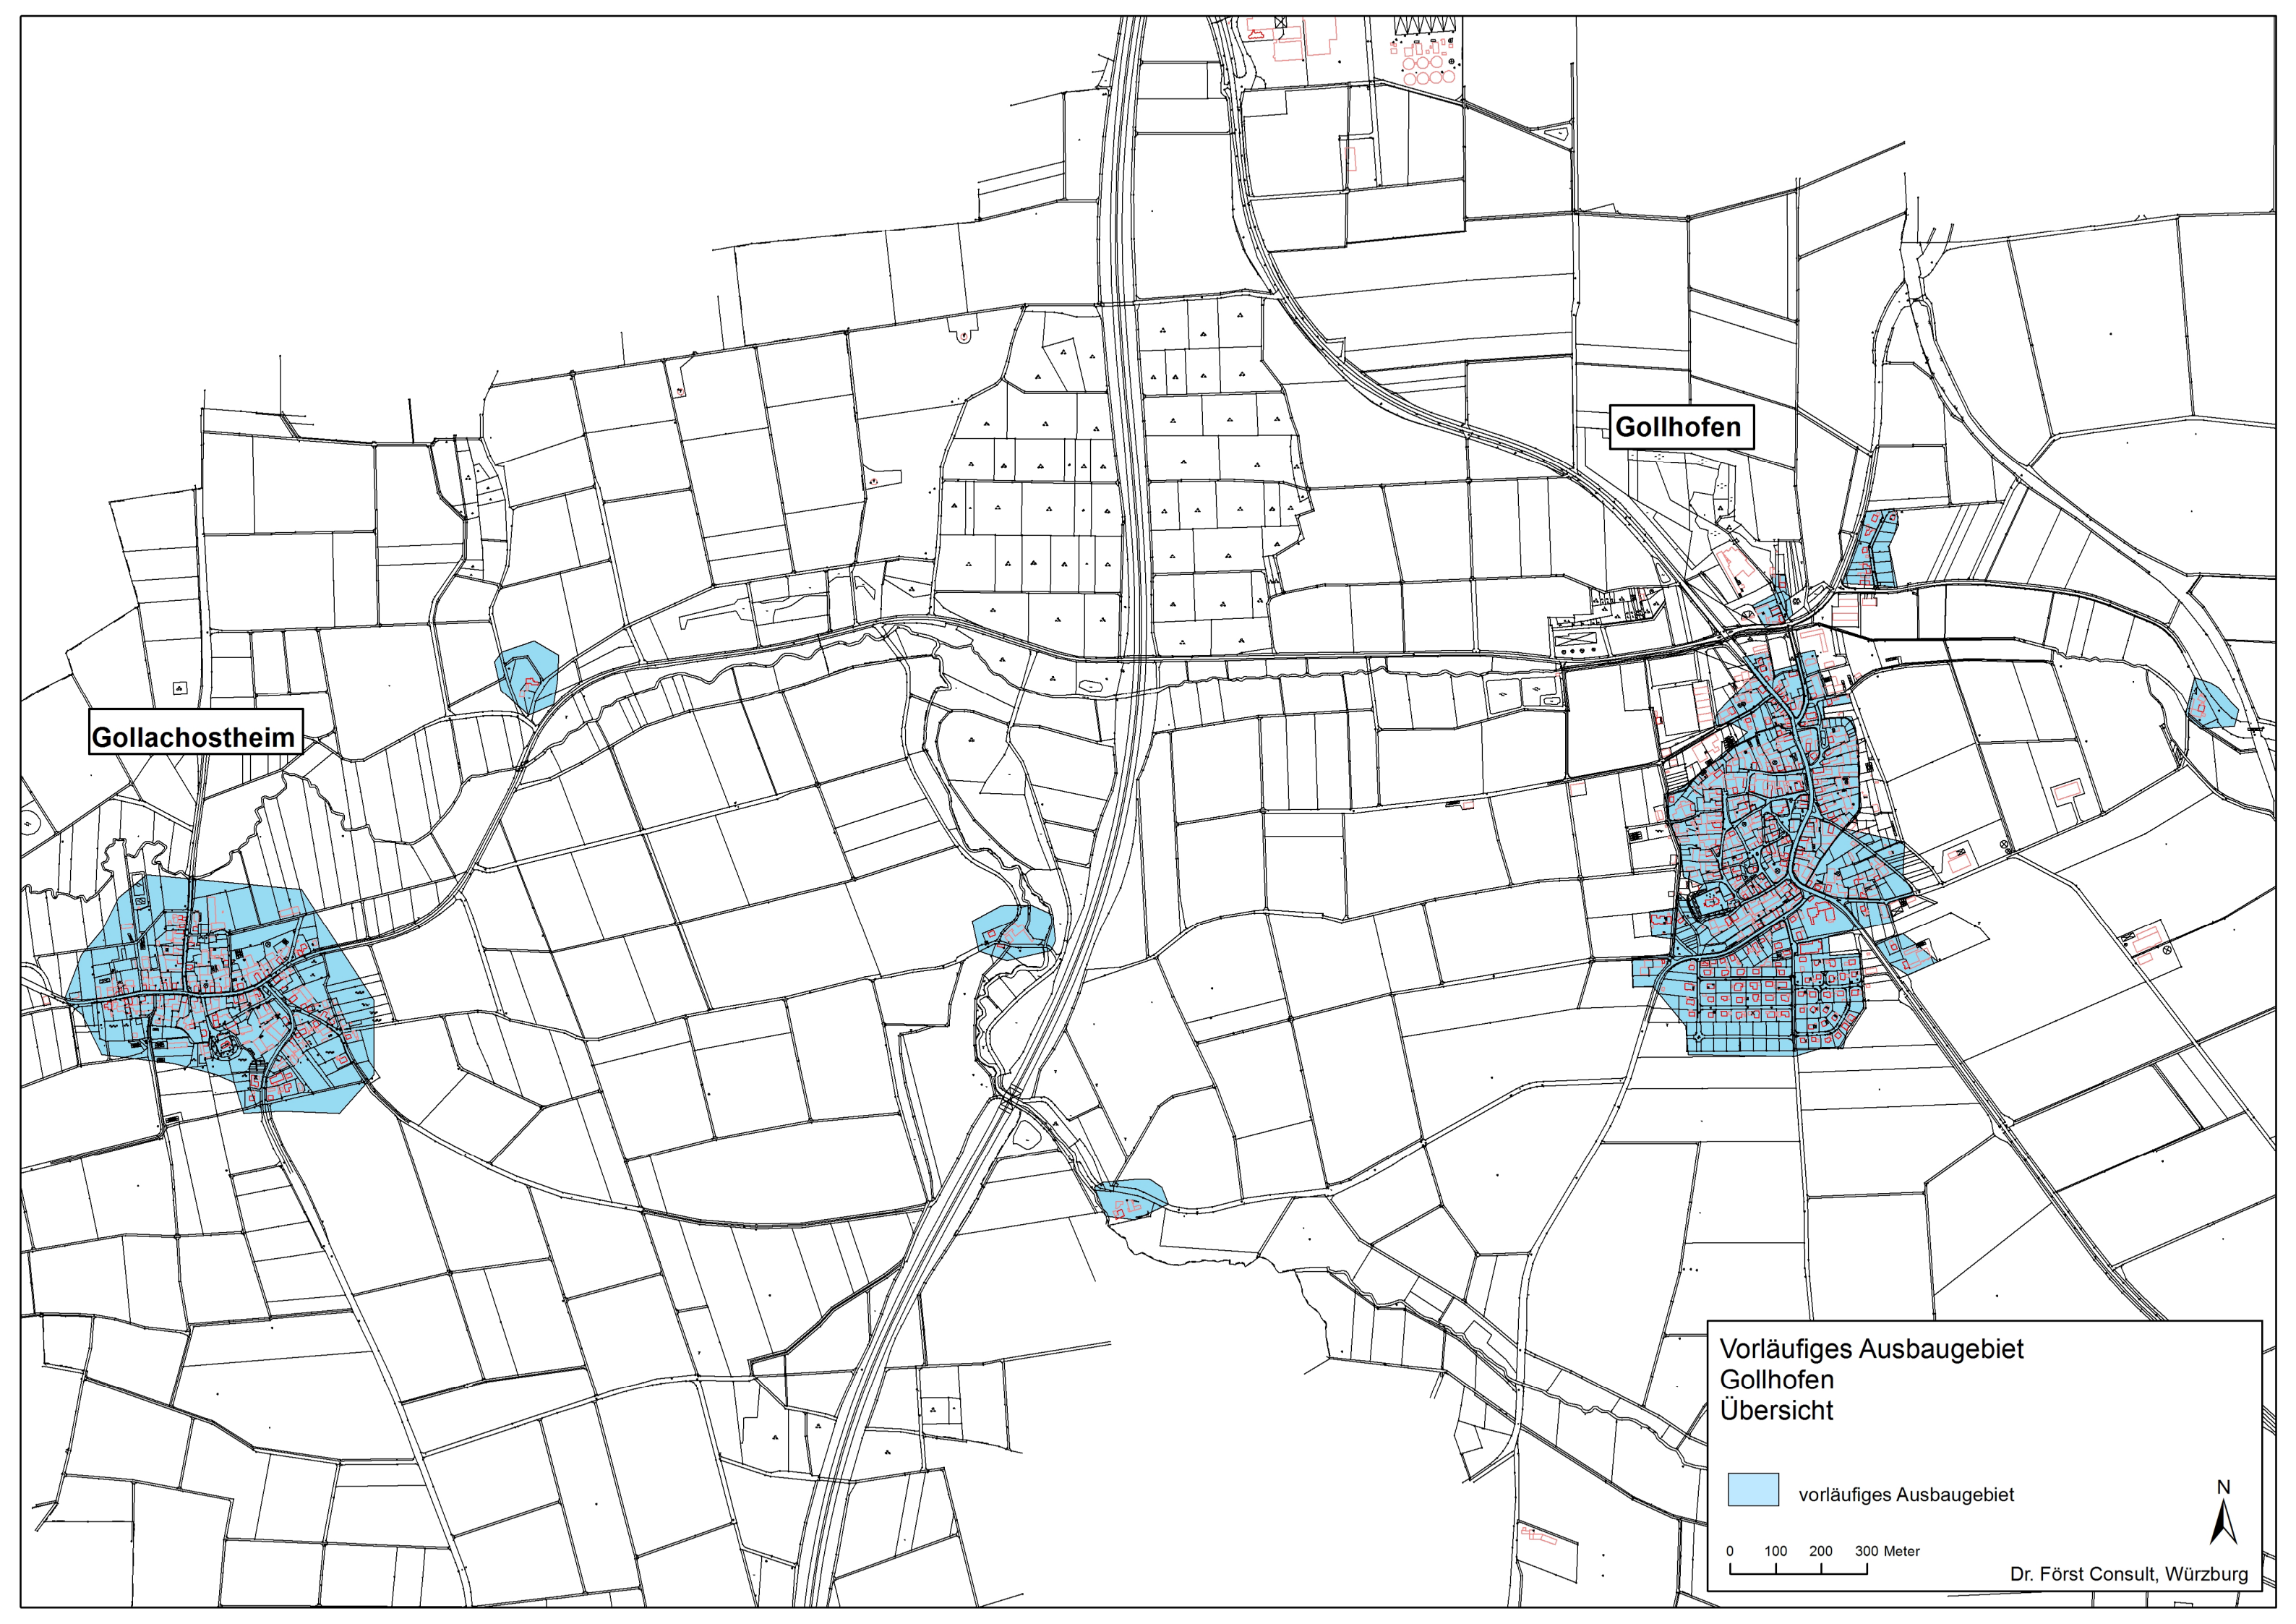 Gollhofen
Gollachostheim
Vorläufiges Ausbaugebiet
Gollhofen
Übersicht
vorläufiges Ausbaugebiet
N
0 100 200 300 Meter
Dr. Först Consult, Würzburg